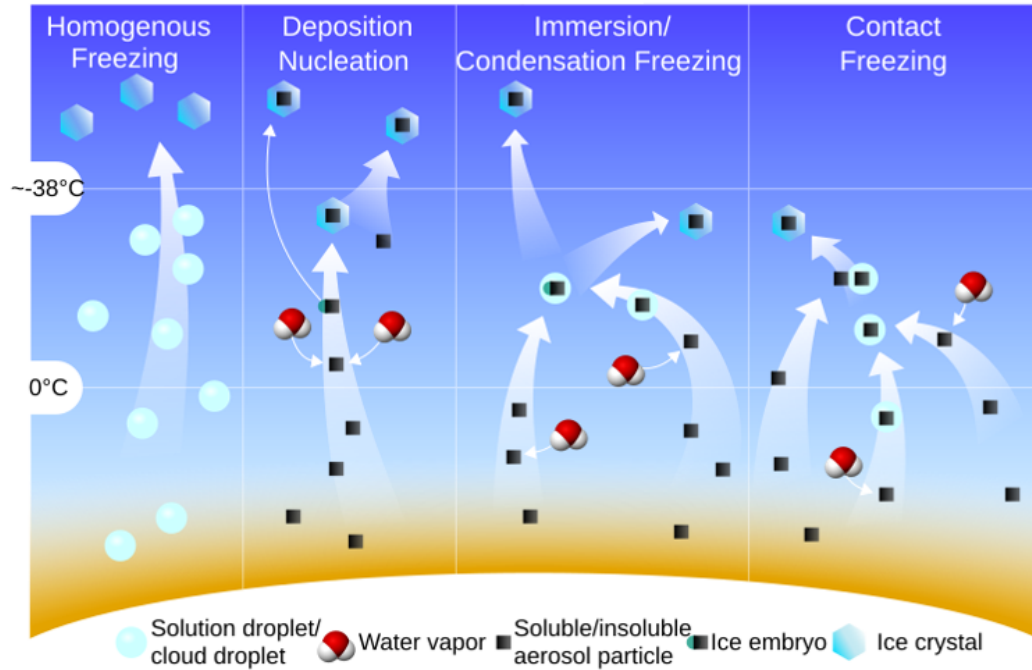 Homogenous
Freezing
Deposition
Nucleation
Immersion/
Condensation Freezing
Contact
Freezing
~-38°C
0°C
Solution droplet/
cloud droplet
Water vapor
Soluble/insoluble
aerosol particle
Ice embryo
Ice crystal